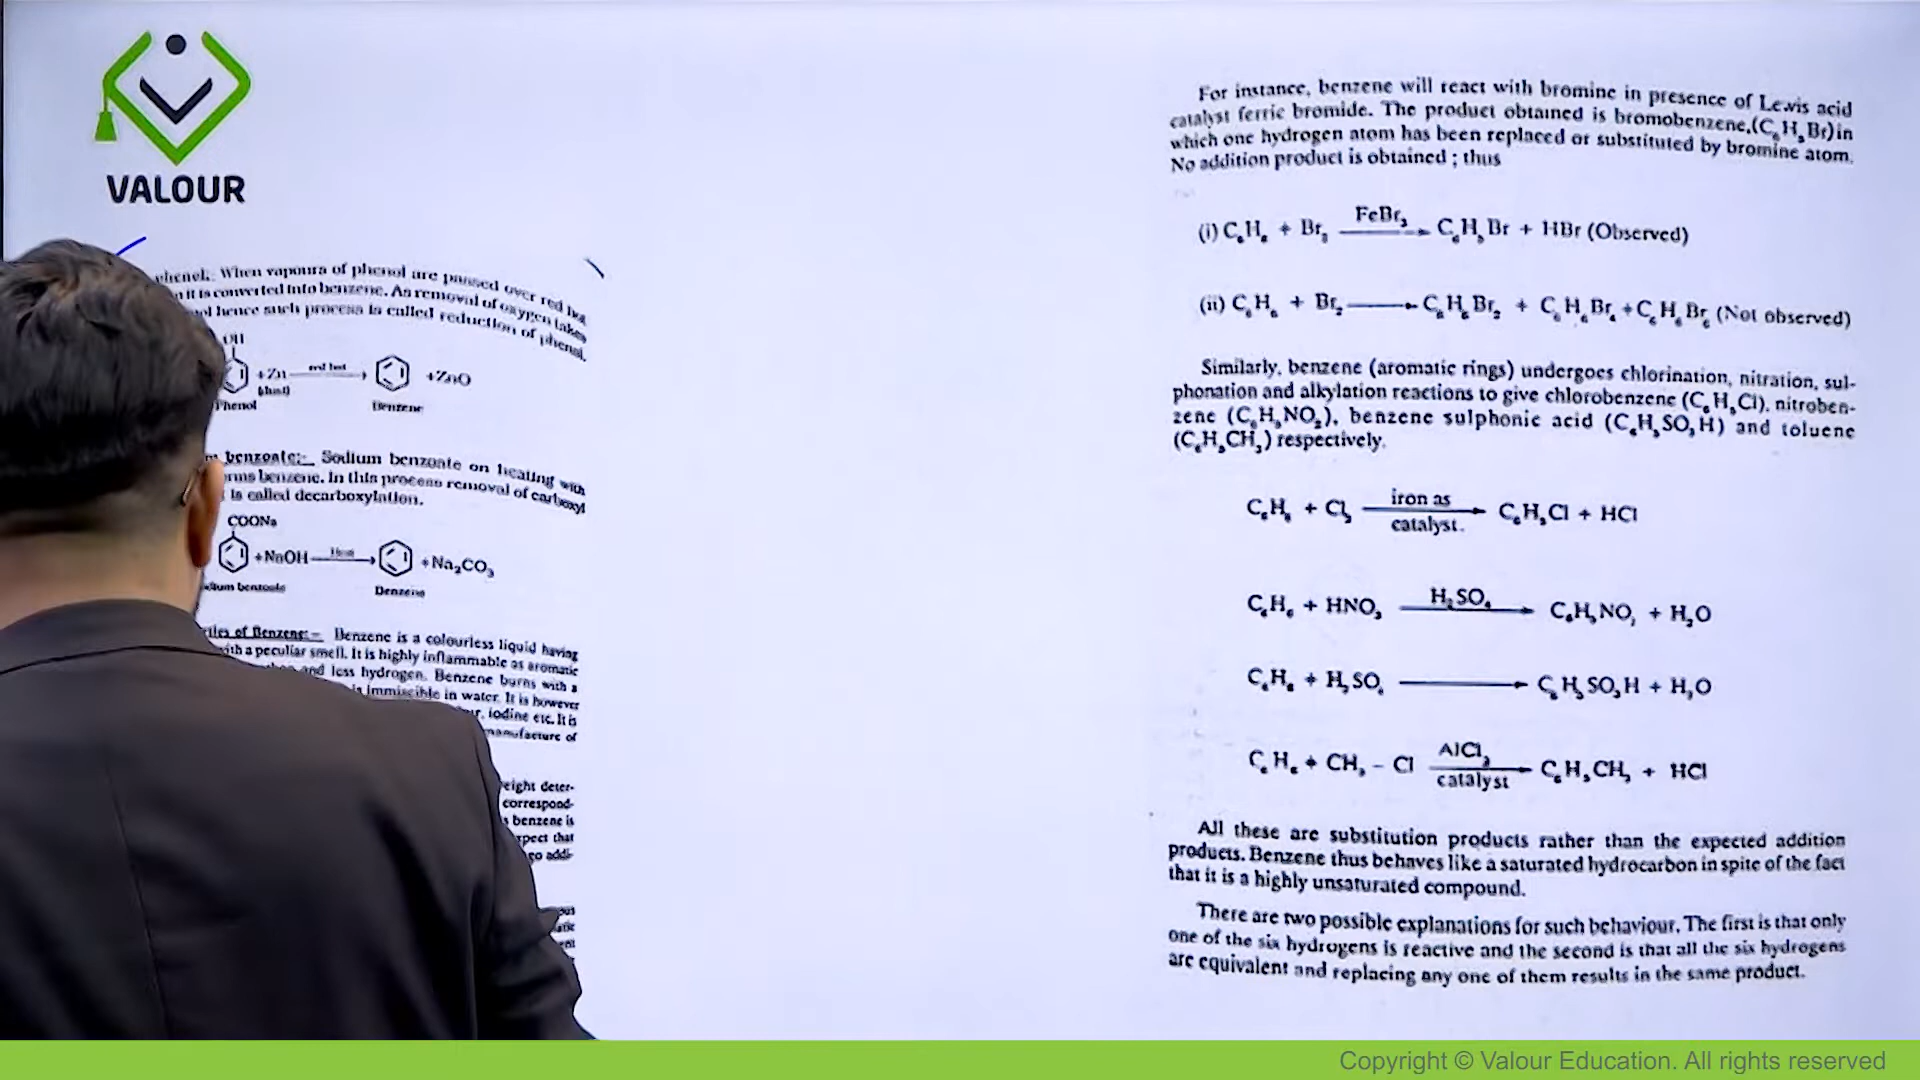 VALOUR
phenol:- When vapours of phenol are passed over red hot
it is converted into benzene. As removal of oxygen takes
hence such process is called reduction of phenol.
OH
+Zn red hot +ZnO
(dust)
Phenol Benzene
benzoate:- Sodium benzoate on heating with
benzene. In this process removal of carboxyl
is called decarboxylation.
COONa
+NaOH Heat +Na₂CO₃
benzoate Benzene
of Benzene:- Benzene is a colourless liquid having
with a peculiar smell. It is highly inflammable as aromatic
and less hydrogen. Benzene burns with a
immiscible in water. It is however
iodine etc. It is
manufacture of
deter-
correspond-
benzene is
that
addi-
For instance, benzene will react with bromine in presence of Lewis acid
catalyst ferric bromide. The product obtained is bromobenzene,(C₆H₅Br)in
which one hydrogen atom has been replaced or substituted by bromine atom.
No addition product is obtained ; thus
FeBr₃
(i) C₆H₆ + Br₂ → C₆H₅Br + HBr (Observed)
(ii) C₆H₆ + Br₂ → C₆H₆Br₂ + C₆H₆Br₄ + C₆H₆Br₆ (Not observed)
Similarly, benzene (aromatic rings) undergoes chlorination, nitration, sul-
phonation and alkylation reactions to give chlorobenzene (C₆H₅Cl), nitroben-
zene (C₆H₅NO₂), benzene sulphonic acid (C₆H₅SO₃H) and toluene
(C₆H₅CH₃) respectively.
iron as
C₆H₆ + Cl₂ → C₆H₅Cl + HCl
catalyst.
H₂SO₄
C₆H₆ + HNO₃ → C₆H₅NO₂ + H₂O
C₆H₆ + H₂SO₄ → C₆H₅SO₃H + H₂O
AlCl₃
C₆H₆ + CH₃ – Cl → C₆H₅CH₃ + HCl
catalyst
All these are substitution products rather than the expected addition
products. Benzene thus behaves like a saturated hydrocarbon in spite of the fact
that it is a highly unsaturated compound.
There are two possible explanations for such behaviour. The first is that only
one of the six hydrogens is reactive and the second is that all the six hydrogens
are equivalent and replacing any one of them results in the same product.
Copyright © Valour Education. All rights reserved